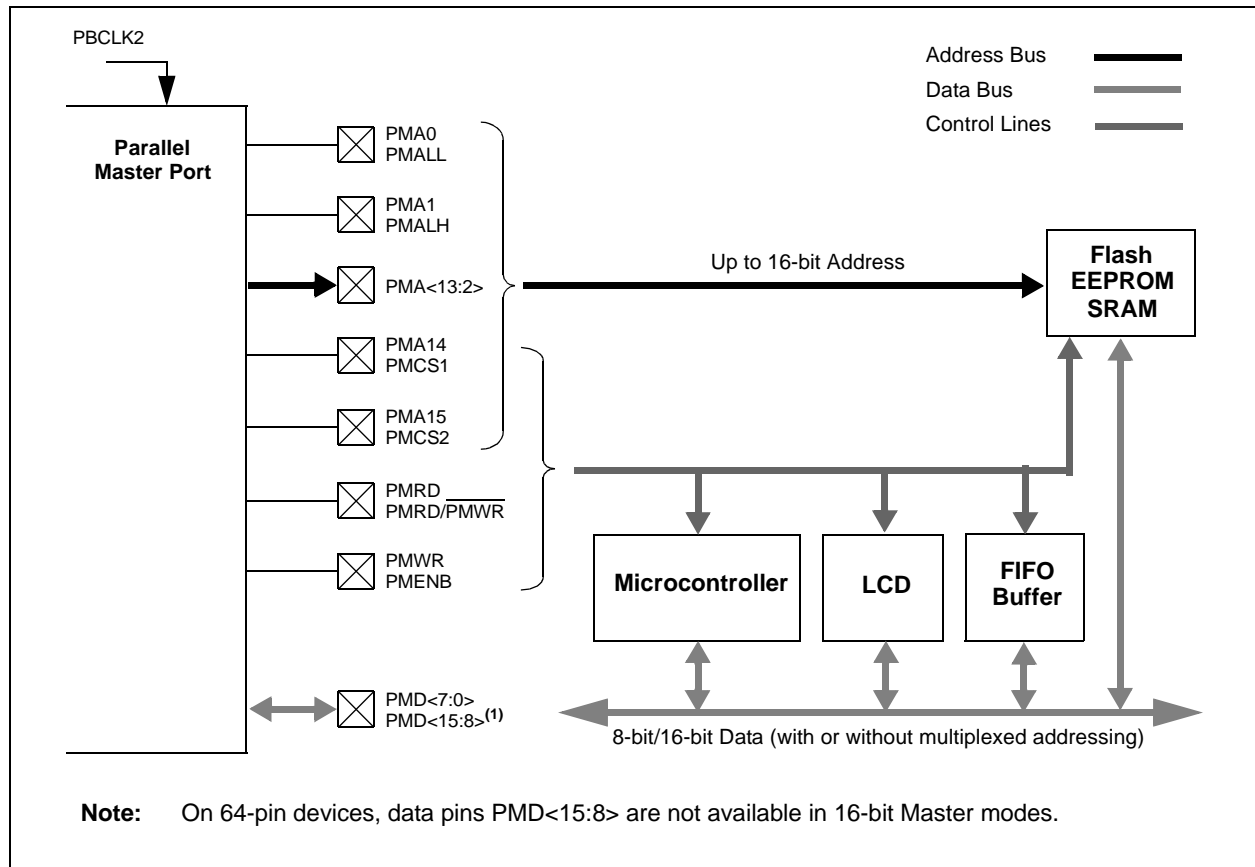 PBCLK2
Address Bus
Data Bus
Control Lines
Parallel
Master Port
PMA0
PMALL
PMA1
PMALH
PMA<13:2>
Up to 16-bit Address
Flash
EEPROM
SRAM
PMA14
PMCS1
PMA15
PMCS2
PMRD
PMRD/P̅M̅W̅R̅
PMWR
PMENB
Microcontroller
LCD
FIFO
Buffer
PMD<7:0>
PMD<15:8>(1)
8-bit/16-bit Data (with or without multiplexed addressing)
Note: On 64-pin devices, data pins PMD<15:8> are not available in 16-bit Master modes.